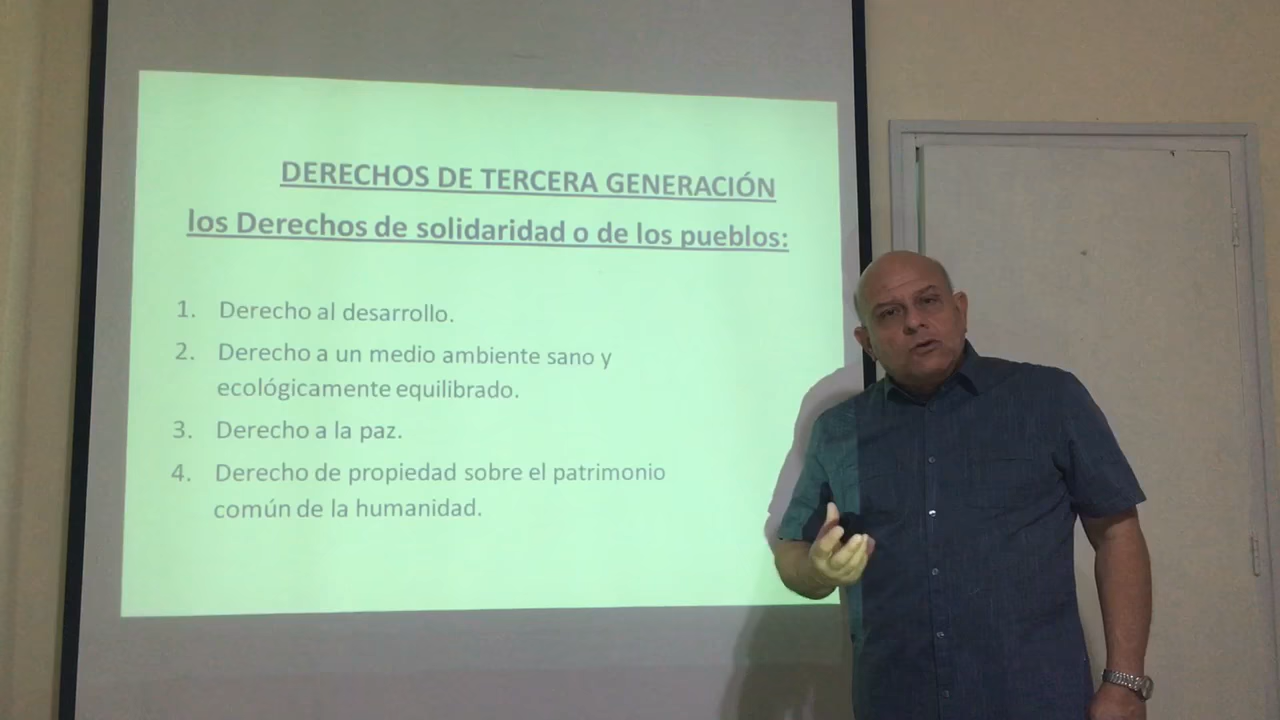 DERECHOS DE TERCERA GENERACIÓN
los Derechos de solidaridad o de los pueblos:
1. Derecho al desarrollo.
2. Derecho a un medio ambiente sano y
ecológicamente equilibrado.
3. Derecho a la paz.
4. Derecho de propiedad sobre el patrimonio
común de la humanidad.